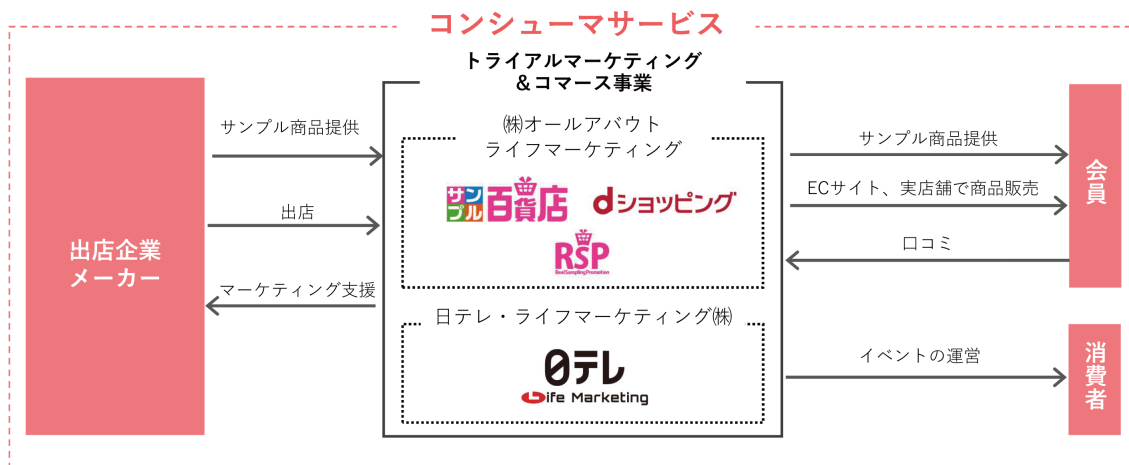 コンシューマサービス
トライアルマーケティング
＆コマース事業
出店企業
メーカー
サンプル商品提供
出店
マーケティング支援
㈱オールアバウト
ライフマーケティング
サンプル百貨店
dショッピング
RSP
RealSamplingPromotion
日テレ・ライフマーケティング㈱
日テレ
Life Marketing
サンプル商品提供
ECサイト、実店舗で商品販売
口コミ
イベントの運営
会員
消費者